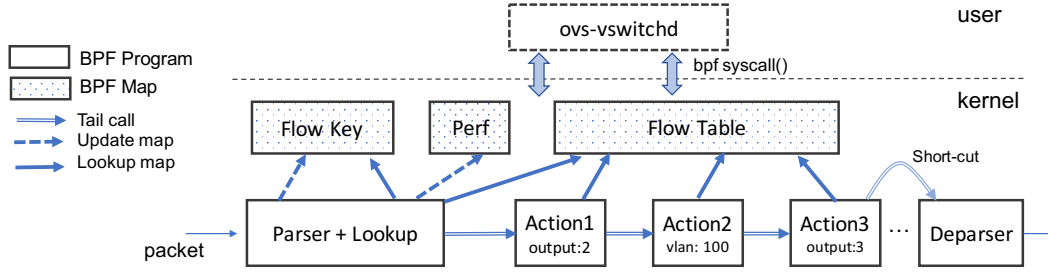 user
ovs-vswitchd
BPF Program
bpf syscall()
BPF Map
kernel
Tail call
Update map
Lookup map
Flow Key
Perf
Flow Table
Short-cut
packet
Parser + Lookup
Action1
output:2
Action2
vlan: 100
Action3
output:3
...
Deparser